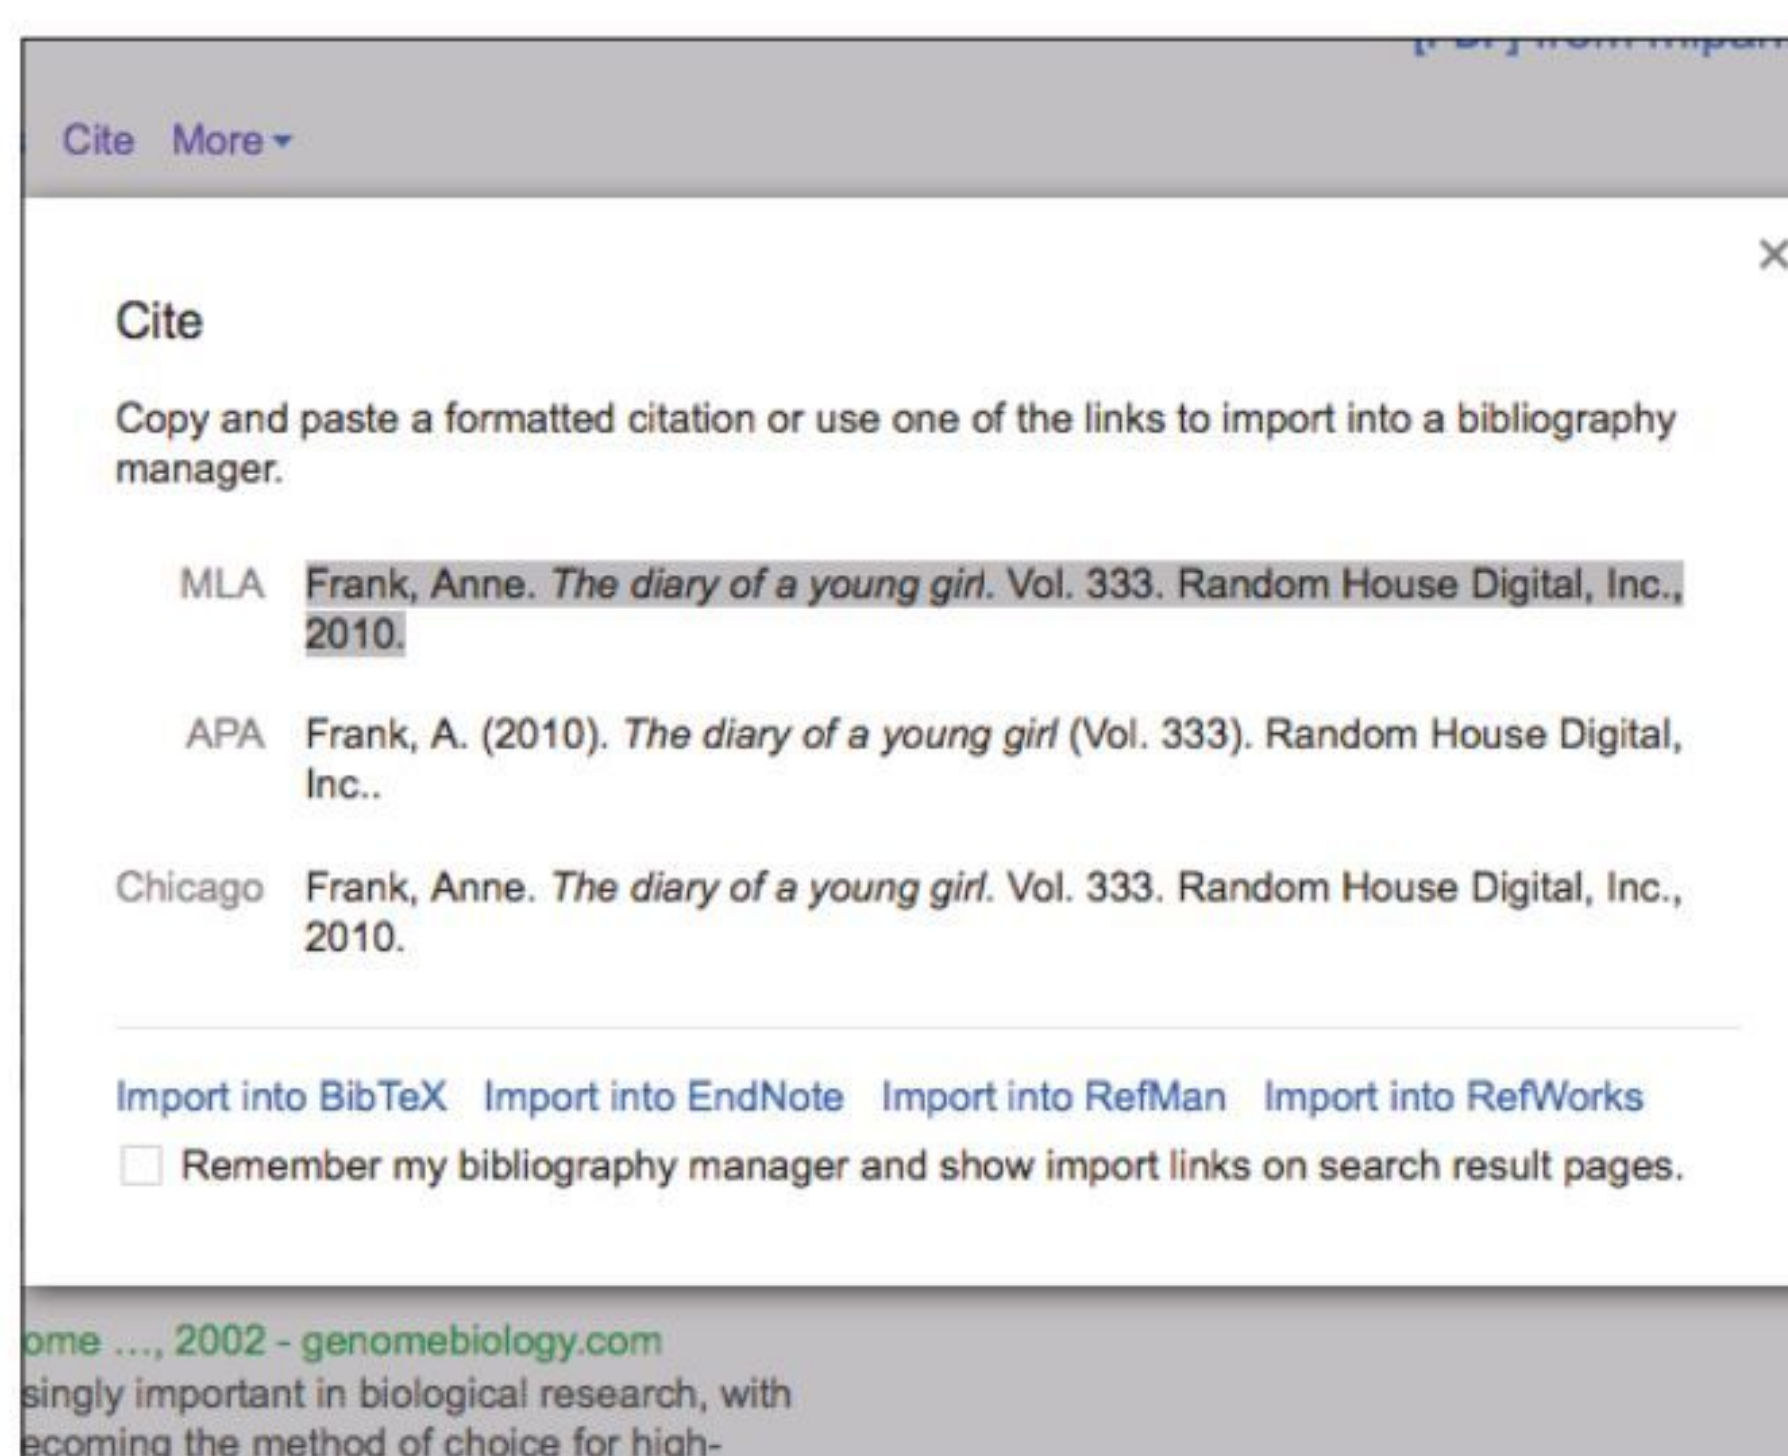 Cite More
Cite
Copy and paste a formatted citation or use one of the links to import into a bibliography
manager.
MLA Frank, Anne. The diary of a young girl. Vol. 333. Random House Digital, Inc.,
2010.
APA Frank, A. (2010). The diary of a young girl (Vol. 333). Random House Digital,
Inc..
Chicago Frank, Anne. The diary of a young girl. Vol. 333. Random House Digital, Inc.,
2010.
Import into BibTeX Import into EndNote Import into RefMan Import into RefWorks
Remember my bibliography manager and show import links on search result pages.
ome ..., 2002 - genomebiology.com
singly important in biological research, with
ecoming the method of choice for high-